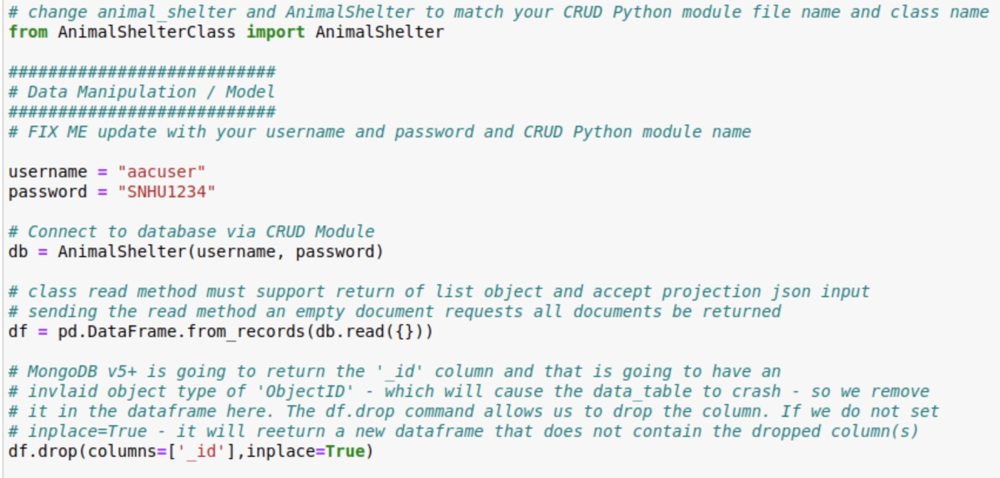 # change animal_shelter and AnimalShelter to match your CRUD Python module file name and class name
from AnimalShelterClass import AnimalShelter
###########################
# Data Manipulation / Model
###########################
# FIX ME update with your username and password and CRUD Python module name
username = "aacuser"
password = "SNHU1234"
# Connect to database via CRUD Module
db = AnimalShelter(username, password)
# class read method must support return of list object and accept projection json input
# sending the read method an empty document requests all documents be returned
df = pd.DataFrame.from_records(db.read({}))
# MongoDB v5+ is going to return the '_id' column and that is going to have an
# invlaid object type of 'ObjectID' - which will cause the data_table to crash - so we remove
# it in the dataframe here. The df.drop command allows us to drop the column. If we do not set
# inplace=True - it will reeturn a new dataframe that does not contain the dropped column(s)
df.drop(columns=['_id'],inplace=True)